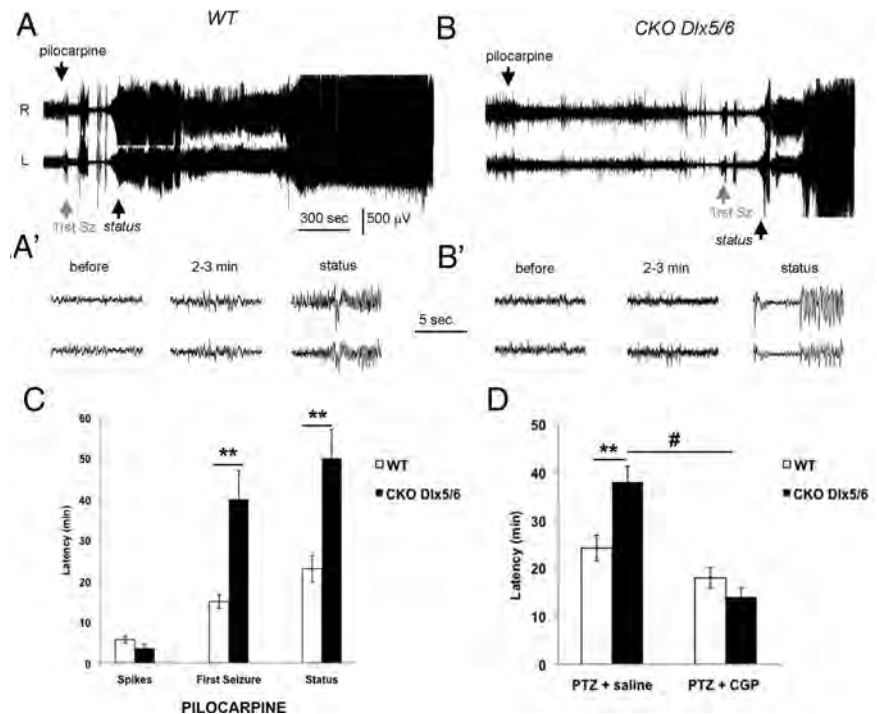 A
WT
B
CKO Dlx5/6
pilocarpine
pilocarpine
R
L
first Sz
status
300 sec
500 µV
first Sz
status
A'
before
2-3 min
status
5 sec.
B'
before
2-3 min
status
C
60
50
40
30
20
10
0
Latency (min)
**
**
WT
CKO Dlx5/6
Spikes
First Seizure
Status
PILOCARPINE
D
50
40
30
20
10
0
Latency (min)
**
#
WT
CKO Dlx5/6
PTZ + saline
PTZ + CGP